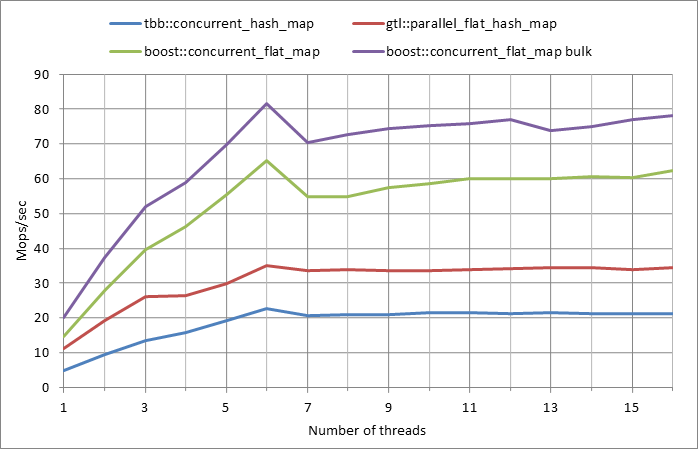 tbb::concurrent_hash_map gtl::parallel_flat_hash_map
boost::concurrent_flat_map boost::concurrent_flat_map bulk
90
80
70
60
50
40
30
20
10
0
Mops/sec
1 3 5 7 9 11 13 15
Number of threads